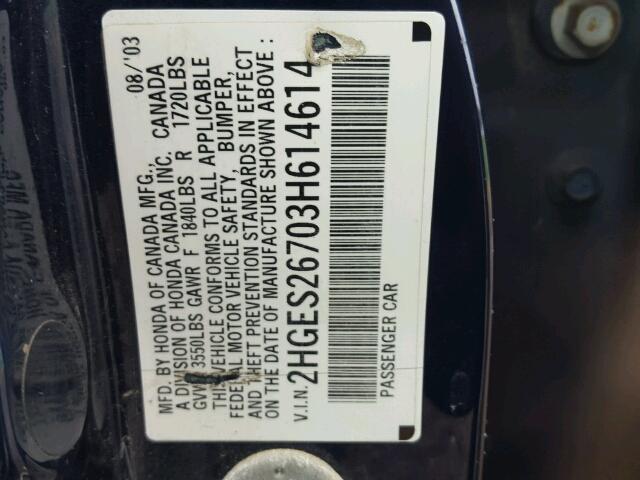 MFD. BY HONDA OF CANADA MFG., 08/'03
A DIVISION OF HONDA CANADA INC. CANADA
GVWR 3550LBS GAWR F 1840LBS R 1720LBS
THIS VEHICLE CONFORMS TO ALL APPLICABLE
FEDERAL MOTOR VEHICLE SAFETY, BUMPER,
AND THEFT PREVENTION STANDARDS IN EFFECT
ON THE DATE OF MANUFACTURE SHOWN ABOVE :
V.I.N. 2HGES26703H614614
PASSENGER CAR